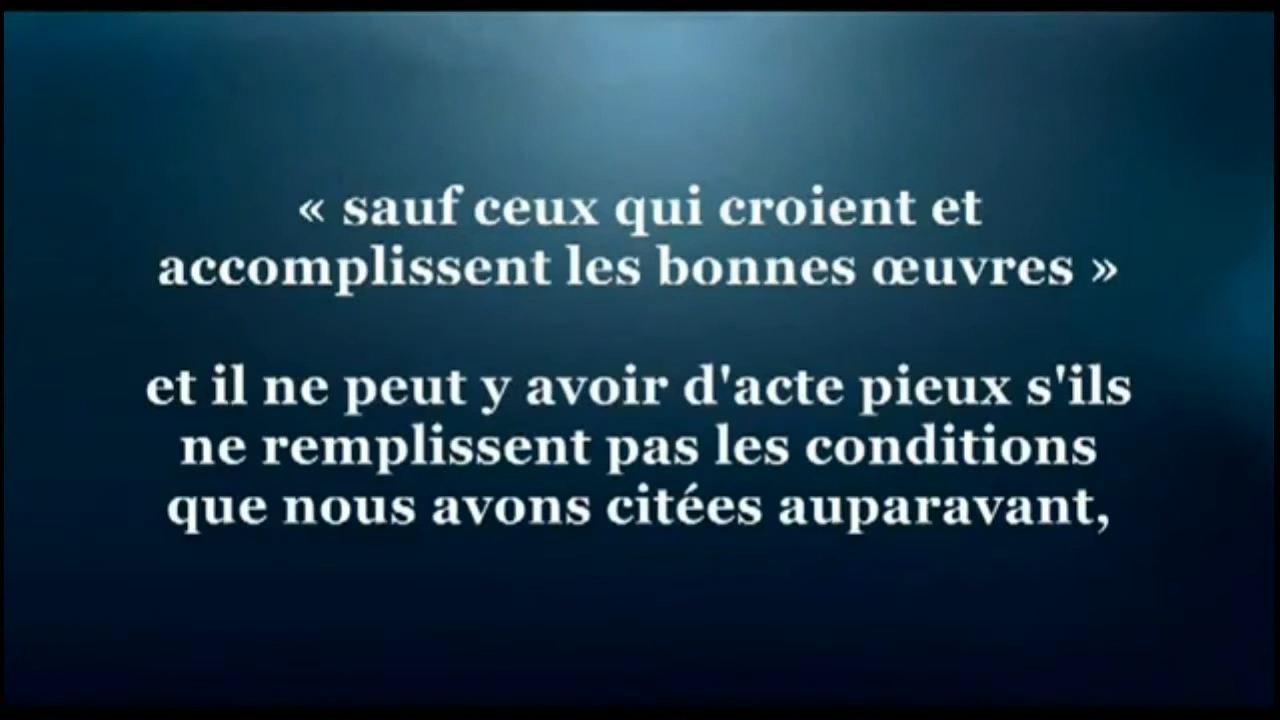 « sauf ceux qui croient et
accomplissent les bonnes œuvres »
et il ne peut y avoir d'acte pieux s'ils
ne remplissent pas les conditions
que nous avons citées auparavant,